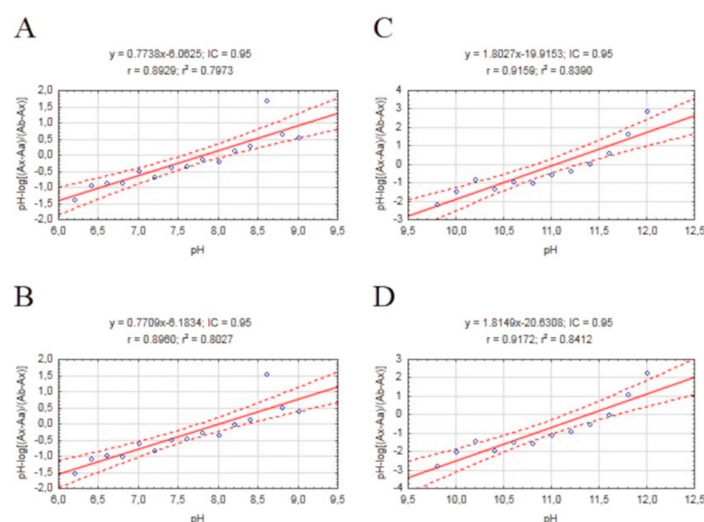 A
y = 0.7738x-6.0625; IC = 0.95
r = 0.8929; r² = 0.7973
pH-log[(Ax-Aa)/(Ab-Ax)]
2,0
1,5
1,0
0,5
0,0
-0,5
-1,0
-1,5
-2,0
6,0 6,5 7,0 7,5 8,0 8,5 9,0 9,5
pH
C
y = 1.8027x-19.9153; IC = 0.95
r = 0.9159; r² = 0.8390
pH-log[(Ax-Aa)/(Ab-Ax)]
4
3
2
1
0
-1
-2
-3
9,5 10,0 10,5 11,0 11,5 12,0 12,5
pH
B
y = 0.7709x-6.1834; IC = 0.95
r = 0.8960; r² = 0.8027
pH-log[(Ax-Aa)/(Ab-Ax)]
2,0
1,5
1,0
0,5
0,0
-0,5
-1,0
-1,5
-2,0
6,0 6,5 7,0 7,5 8,0 8,5 9,0 9,5
pH
D
y = 1.8149x-20.6308; IC = 0.95
r = 0.9172; r² = 0.8412
pH-log[(Ax-Aa)/(Ab-Ax)]
3
2
1
0
-1
-2
-3
-4
9,5 10,0 10,5 11,0 11,5 12,0 12,5
pH